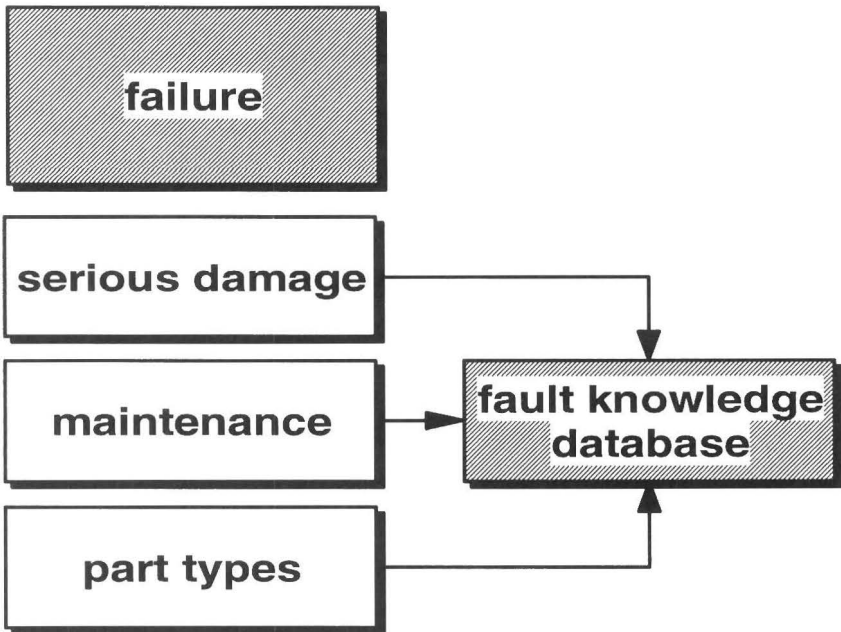 failure
serious damage
maintenance
fault knowledge
database
part types